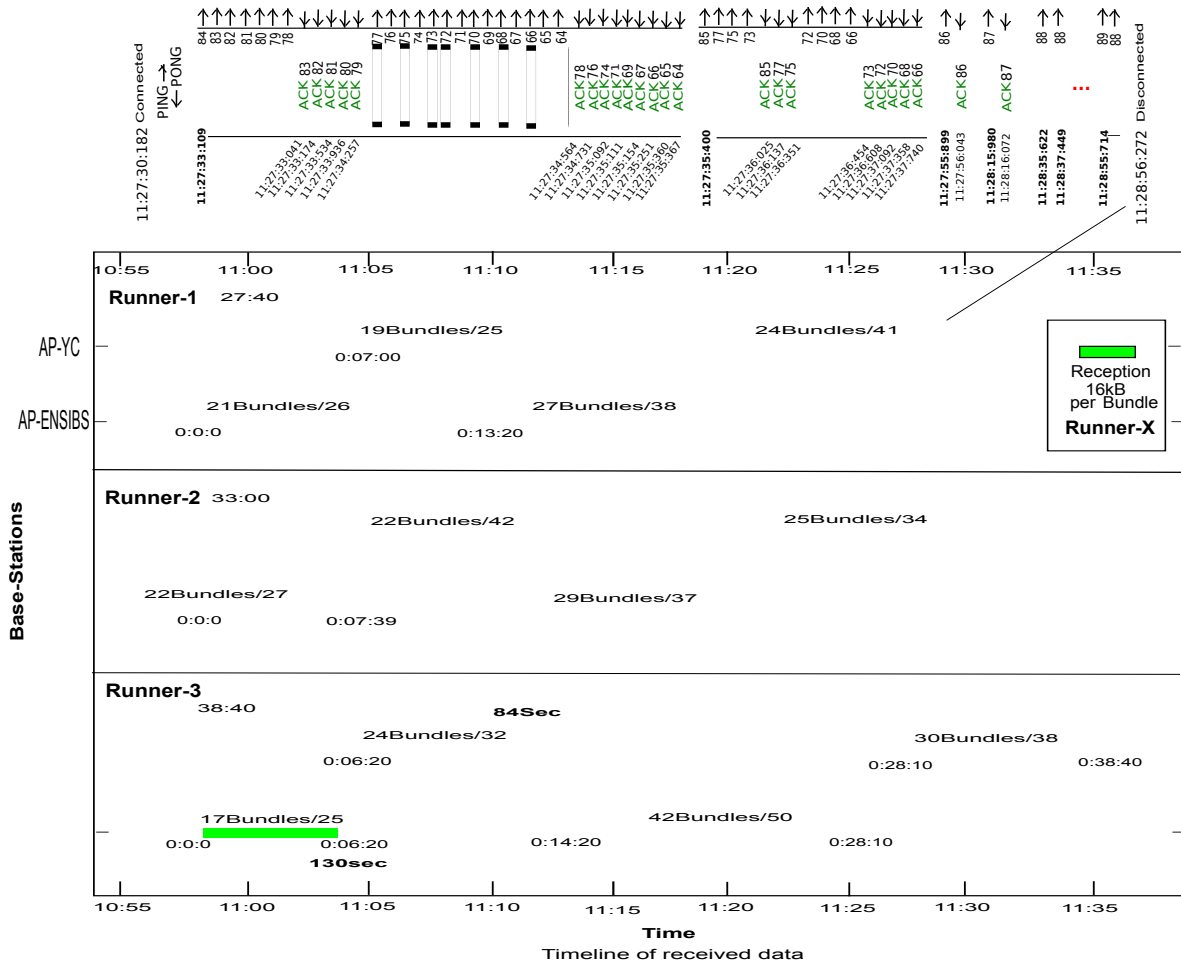 84 83 82 81 80 79 78 77 76 75 74 73 72 71 70 69 68 67 66 65 64 85 77 75 73 72 70 68 66 86 87 88 88 89 88
PING →
← PONG
ACK 83
ACK 82
ACK 81
ACK 80
ACK 79
ACK 78
ACK 76
ACK 74
ACK 71
ACK 69
ACK 67
ACK 66
ACK 65
ACK 64
ACK 85
ACK 77
ACK 75
ACK 73
ACK 72
ACK 70
ACK 68
ACK 66
ACK 86
ACK 87
...
11:27:30:182 Connected
11:27:33:109
11:27:33:041
11:27:33:174
11:27:33:534
11:27:33:936
11:27:34:257
11:27:34:564
11:27:34:731
11:27:35:092
11:27:35:111
11:27:35:154
11:27:35:251
11:27:35:360
11:27:35:367
11:27:35:400
11:27:36:025
11:27:36:137
11:27:36:351
11:27:36:454
11:27:36:608
11:27:37:092
11:27:37:358
11:27:37:740
11:27:55:899
11:27:56:043
11:28:15:980
11:28:16:072
11:28:35:622
11:28:37:449
11:28:55:714
11:28:56:272 Disconnected
10:55 11:00 11:05 11:10 11:15 11:20 11:25 11:30 11:35
Runner-1 27:40
19Bundles/25 24Bundles/41
AP-YC
0:07:00
21Bundles/26 27Bundles/38
AP-ENSIBS
0:0:0 0:13:20
Reception
16kB
per Bundle
Runner-X
Base-Stations
Runner-2 33:00
22Bundles/42 25Bundles/34
22Bundles/27 29Bundles/37
0:0:0 0:07:39
Runner-3
38:40 84Sec
24Bundles/32 30Bundles/38
0:06:20 0:28:10 0:38:40
17Bundles/25 42Bundles/50
0:0:0 0:06:20 0:14:20 0:28:10
130sec
10:55 11:00 11:05 11:10 11:15 11:20 11:25 11:30 11:35
Time
Timeline of received data